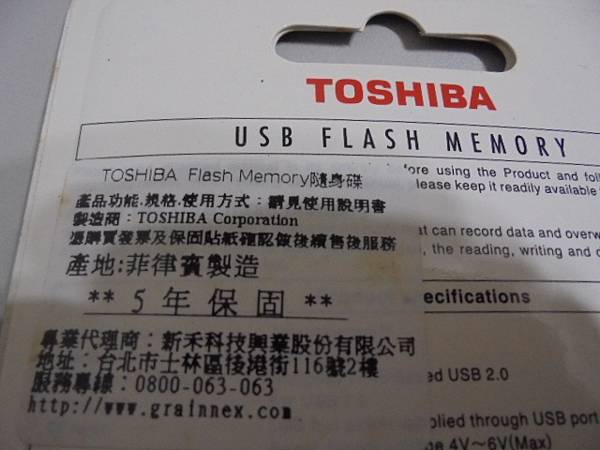 TOSHIBA
USB FLASH MEMORY
TOSHIBA Flash Memory隨身碟
ore using the Product and foll
lease keep it readily available
產品功能.規格.使用方式：請見使用說明書
製造商：TOSHIBA Corporation
at can record data and overw
憑購買發票及保固貼紙確認做後續售後服務
, the reading, writing and
產地:菲律賓製造
ecifications
** 5 年 保 固 **
專業代理商：新禾科技興業股份有限公司
地址：台北市士林區後港街116號2樓
ed USB 2.0
服務專線：0800-063-063
http://www.grainnex.com/
plied through USB port
4V～6V(Max)